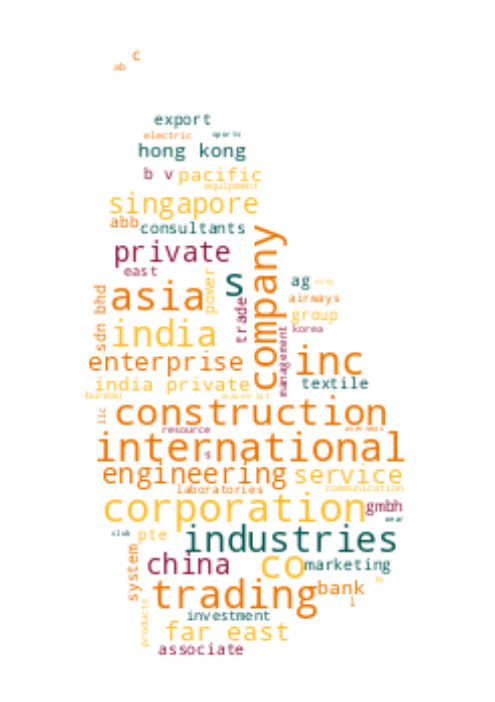 c
ab
export
electric sports
hong kong
b v pacific
equipment
singapore
abb consultants
private
east
asia power s company ag city
sdn bhd trade airways
india group
management korea
enterprise inc
india private textile
bureau industrial
llc construction
resource overseas
international
engineering service
laboratories communication
corporation gmbh
club pte industries
system china co marketing
trading bank
l
products investment
far east
associate